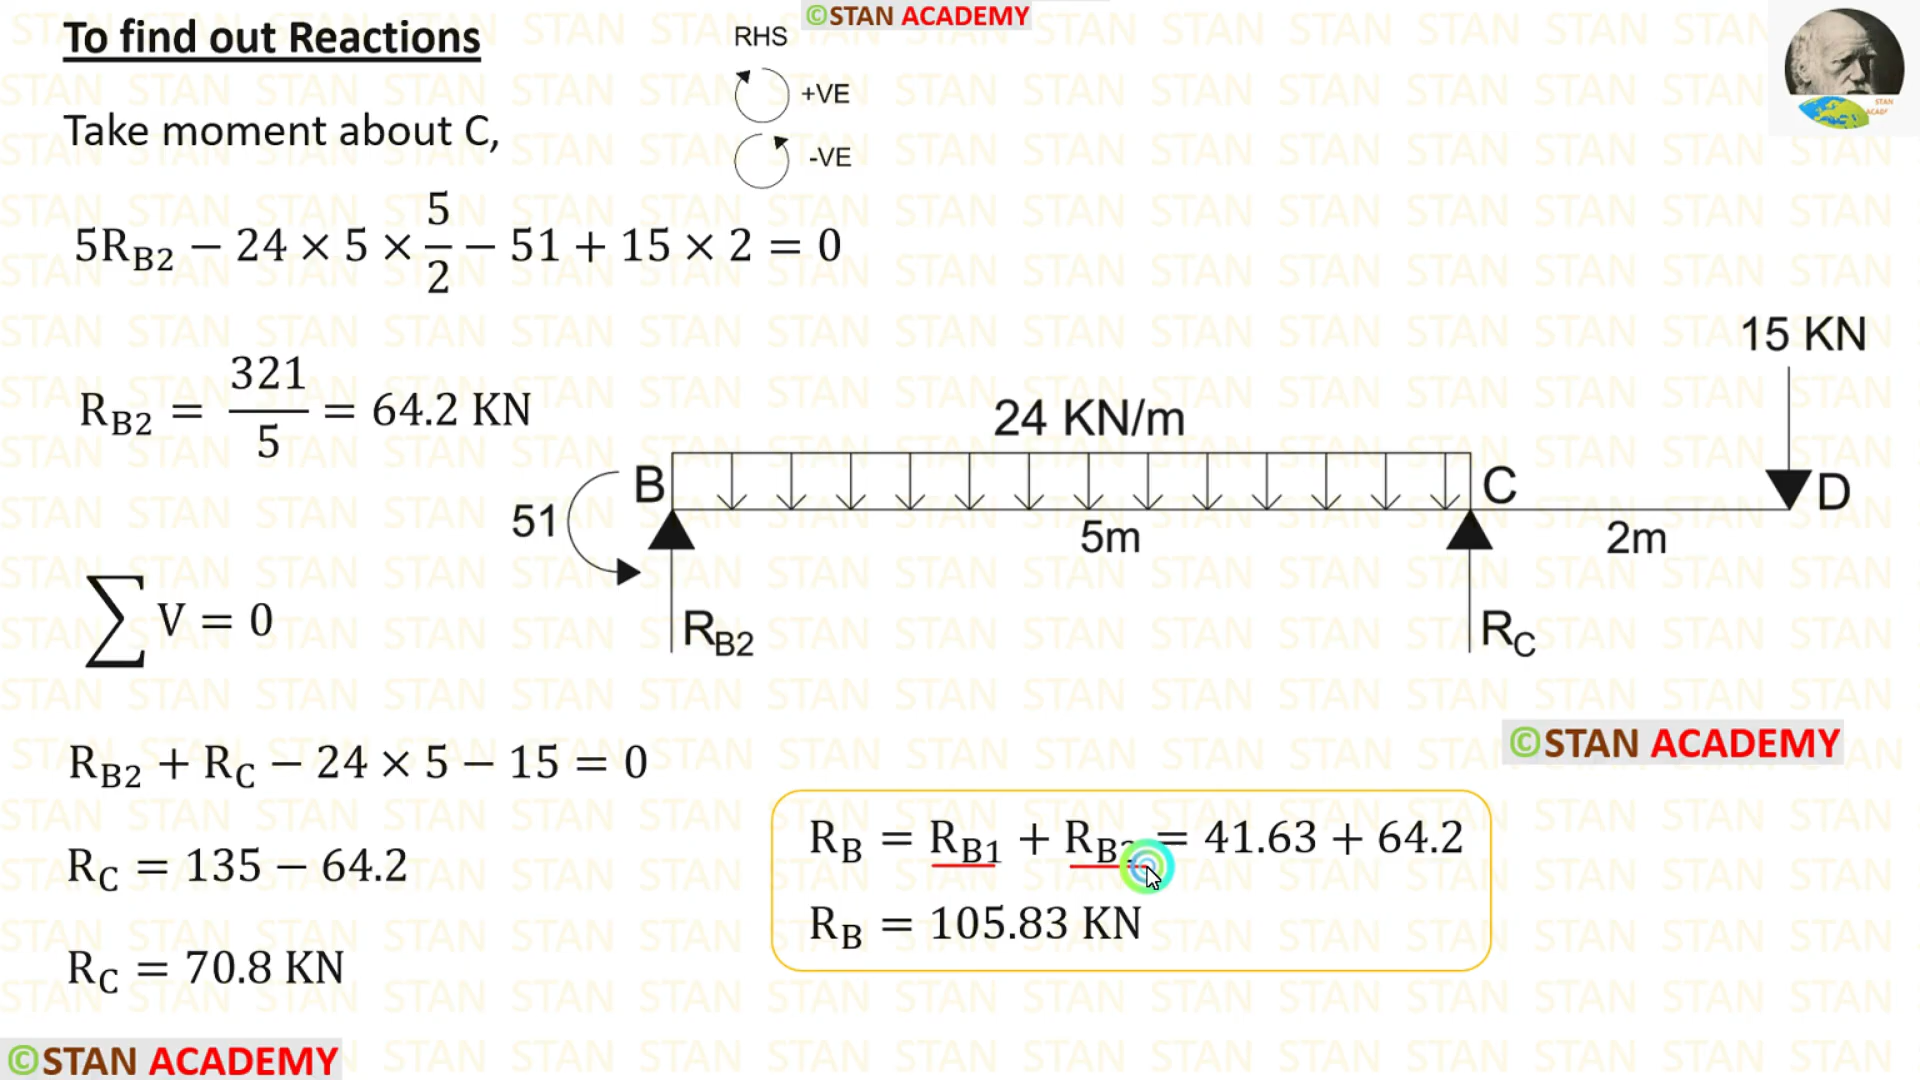 ©STAN ACADEMY
To find out Reactions
RHS
+VE
-VE
Take moment about C,
5R_B2 − 24 × 5 × 5/2 − 51 + 15 × 2 = 0
R_B2 = 321/5 = 64.2 KN
15 KN
24 KN/m
B
C
D
51
5m
2m
R_B2
R_C
∑ V = 0
©STAN ACADEMY
R_B2 + R_C − 24 × 5 − 15 = 0
R_C = 135 − 64.2
R_C = 70.8 KN
R_B = R_B1 + R_B2 = 41.63 + 64.2
R_B = 105.83 KN
©STAN ACADEMY